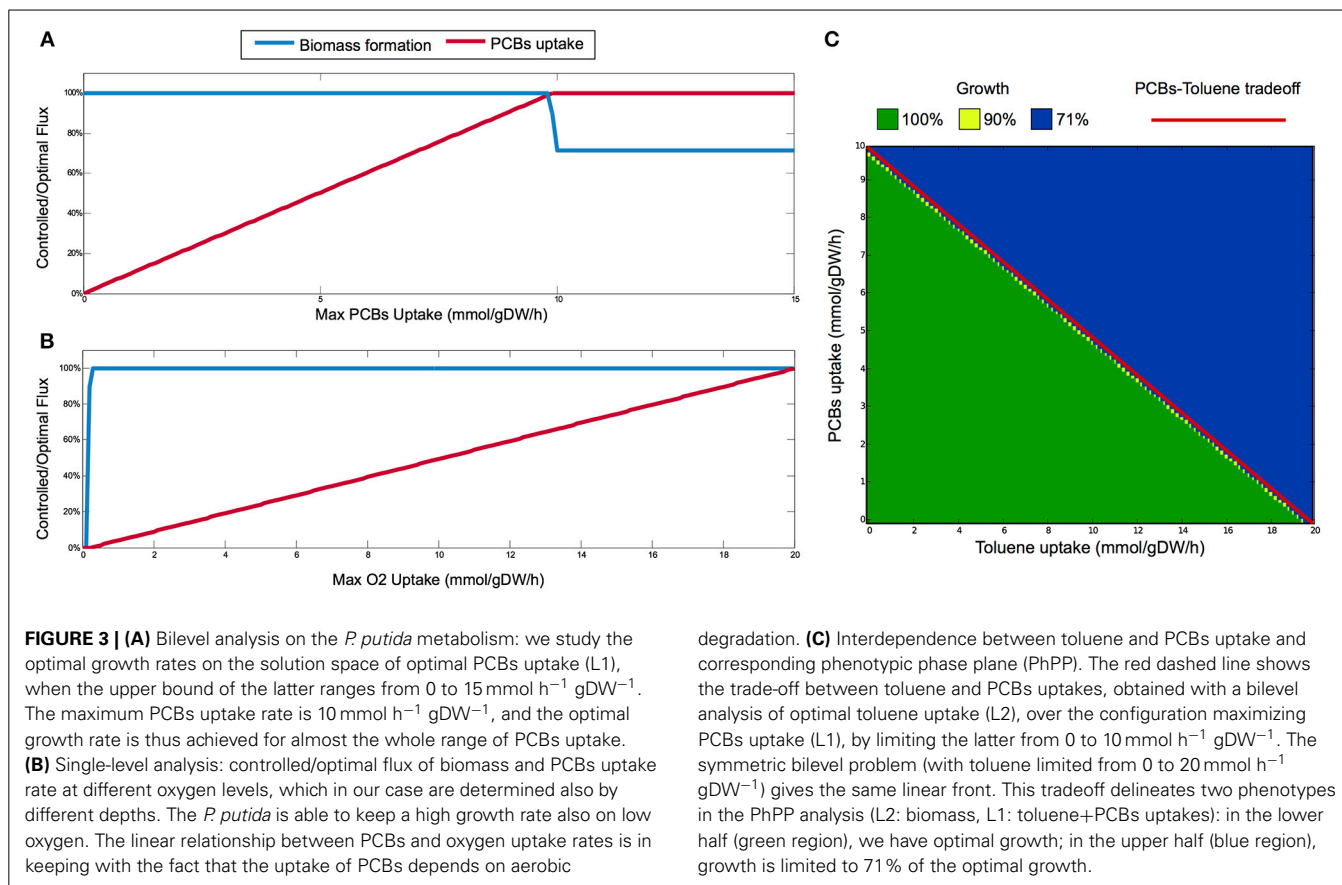 A
Biomass formation
PCBs uptake
Controlled/Optimal Flux
100%
80%
60%
40%
20%
0%
0
5
10
15
Max PCBs Uptake (mmol/gDW/h)
B
Controlled/Optimal Flux
100%
80%
60%
40%
20%
0%
0
2
4
6
8
10
12
14
16
18
20
Max O2 Uptake (mmol/gDW/h)
C
Growth
100%
90%
71%
PCBs-Toluene tradeoff
PCBs uptake (mmol/gDW/h)
10
9
8
7
6
5
4
3
2
1
0
0
2
4
6
8
10
12
14
16
18
20
Toluene uptake (mmol/gDW/h)
FIGURE 3 | (A) Bilevel analysis on the P. putida metabolism: we study the
optimal growth rates on the solution space of optimal PCBs uptake (L1),
when the upper bound of the latter ranges from 0 to 15 mmol h⁻¹ gDW⁻¹.
The maximum PCBs uptake rate is 10 mmol h⁻¹ gDW⁻¹, and the optimal
growth rate is thus achieved for almost the whole range of PCBs uptake.
(B) Single-level analysis: controlled/optimal flux of biomass and PCBs uptake
rate at different oxygen levels, which in our case are determined also by
different depths. The P. putida is able to keep a high growth rate also on low
oxygen. The linear relationship between PCBs and oxygen uptake rates is in
keeping with the fact that the uptake of PCBs depends on aerobic
degradation. (C) Interdependence between toluene and PCBs uptake and
corresponding phenotypic phase plane (PhPP). The red dashed line shows
the trade-off between toluene and PCBs uptakes, obtained with a bilevel
analysis of optimal toluene uptake (L2), over the configuration maximizing
PCBs uptake (L1), by limiting the latter from 0 to 10 mmol h⁻¹ gDW⁻¹. The
symmetric bilevel problem (with toluene limited from 0 to 20 mmol h⁻¹
gDW⁻¹) gives the same linear front. This tradeoff delineates two phenotypes
in the PhPP analysis (L2: biomass, L1: toluene+PCBs uptakes): in the lower
half (green region), we have optimal growth; in the upper half (blue region),
growth is limited to 71% of the optimal growth.